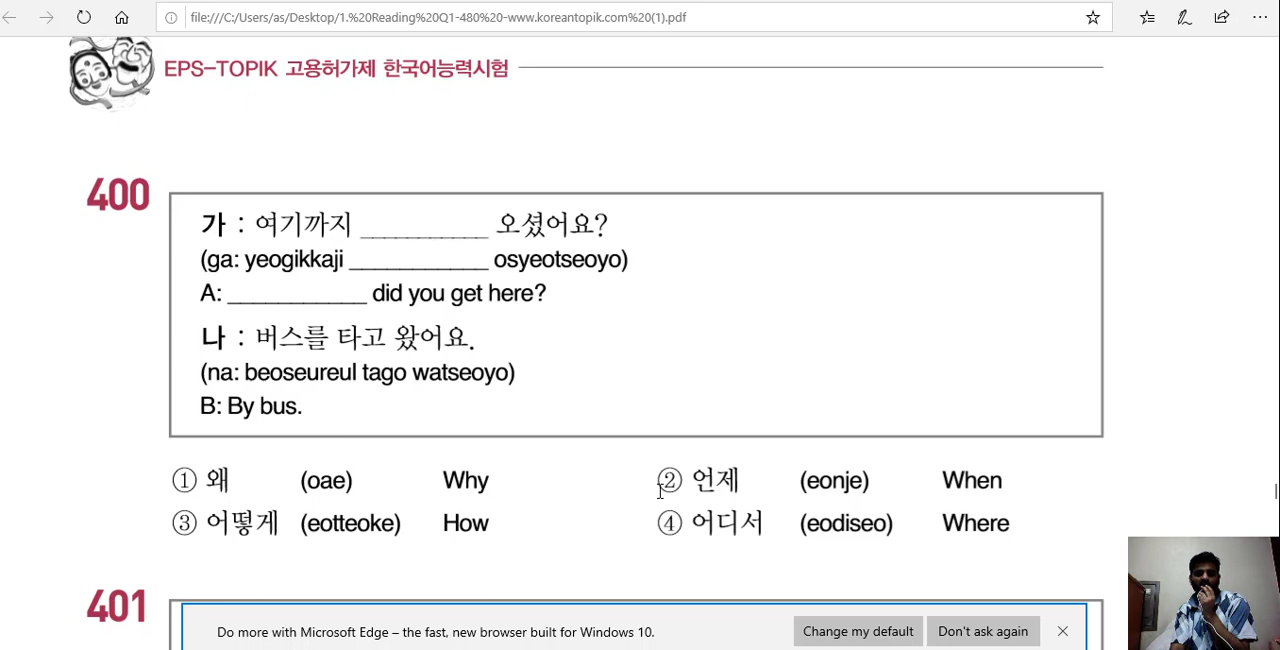 file:///C:/Users/as/Desktop/1.%20Reading%20Q1-480%20-www.koreantopik.com%20(1).pdf
EPS-TOPIK 고용허가제 한국어능력시험
400
가 : 여기까지 ___________ 오셨어요?
(ga: yeogikkaji ___________ osyeotseoyo)
A: ___________ did you get here?
나 : 버스를 타고 왔어요.
(na: beoseureul tago watseoyo)
B: By bus.
① 왜 (oae) Why ② 언제 (eonje) When
③ 어떻게 (eotteoke) How ④ 어디서 (eodiseo) Where
401
Do more with Microsoft Edge – the fast, new browser built for Windows 10. Change my default Don't ask again